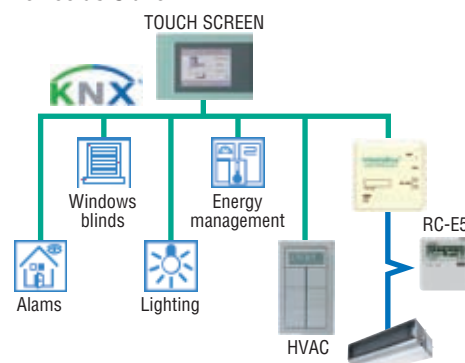 TOUCH SCREEN
KNX
Windows
blinds
Energy
management
RC-E5
Alams
Lighting
HVAC